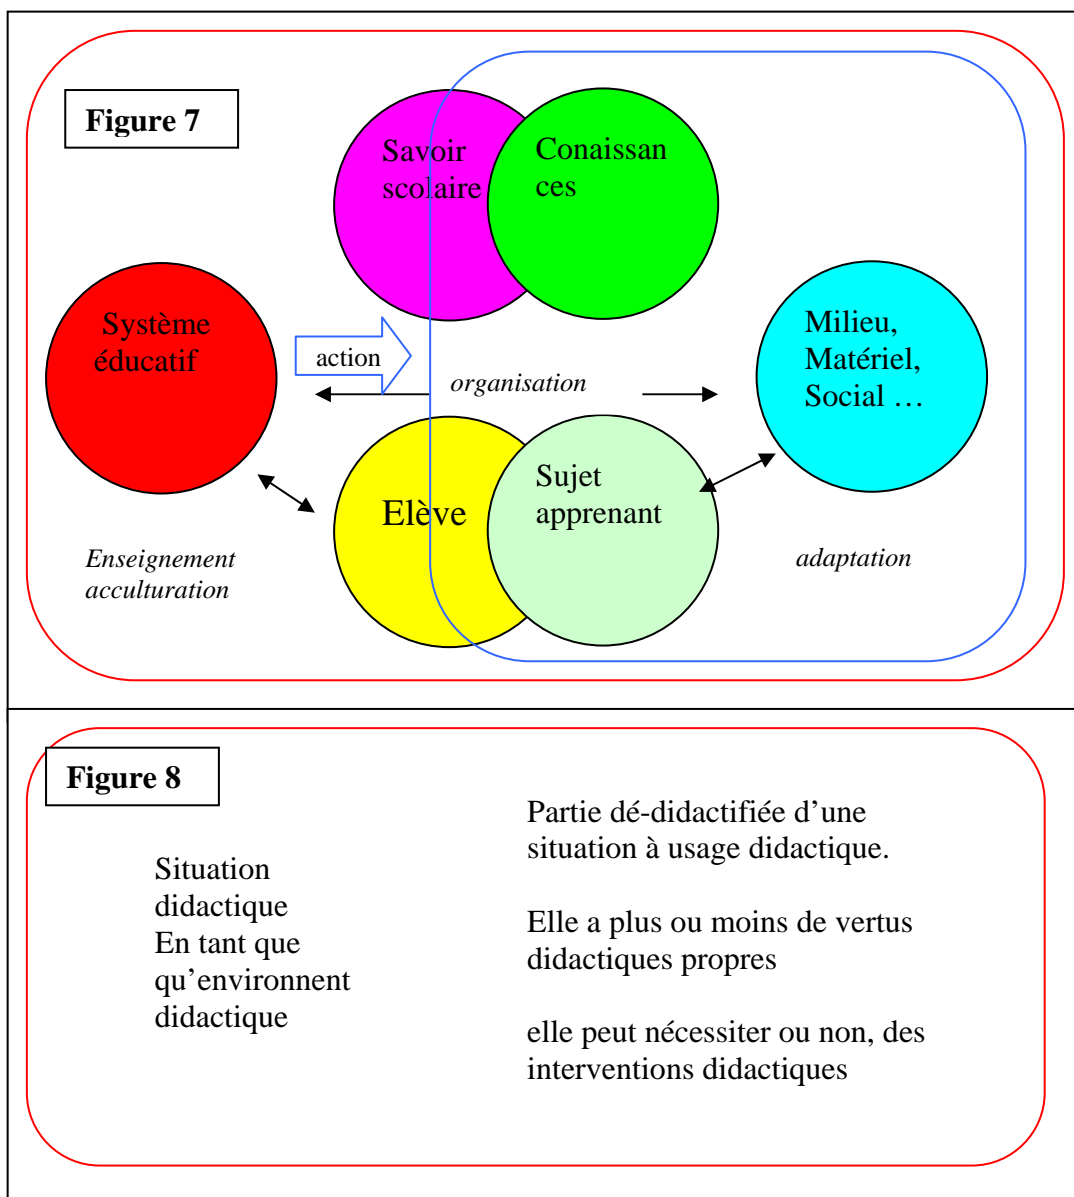 Figure 7
Savoir
scolaire
Conaissan
ces
Système
éducatif
action
organisation
Milieu,
Matériel,
Social …
Elève
Sujet
apprenant
Enseignement
acculturation
adaptation
Figure 8
Situation
didactique
En tant que
qu’environnent
didactique
Partie dé-didactifiée d’une
situation à usage didactique.
Elle a plus ou moins de vertus
didactiques propres
elle peut nécessiter ou non, des
interventions didactiques